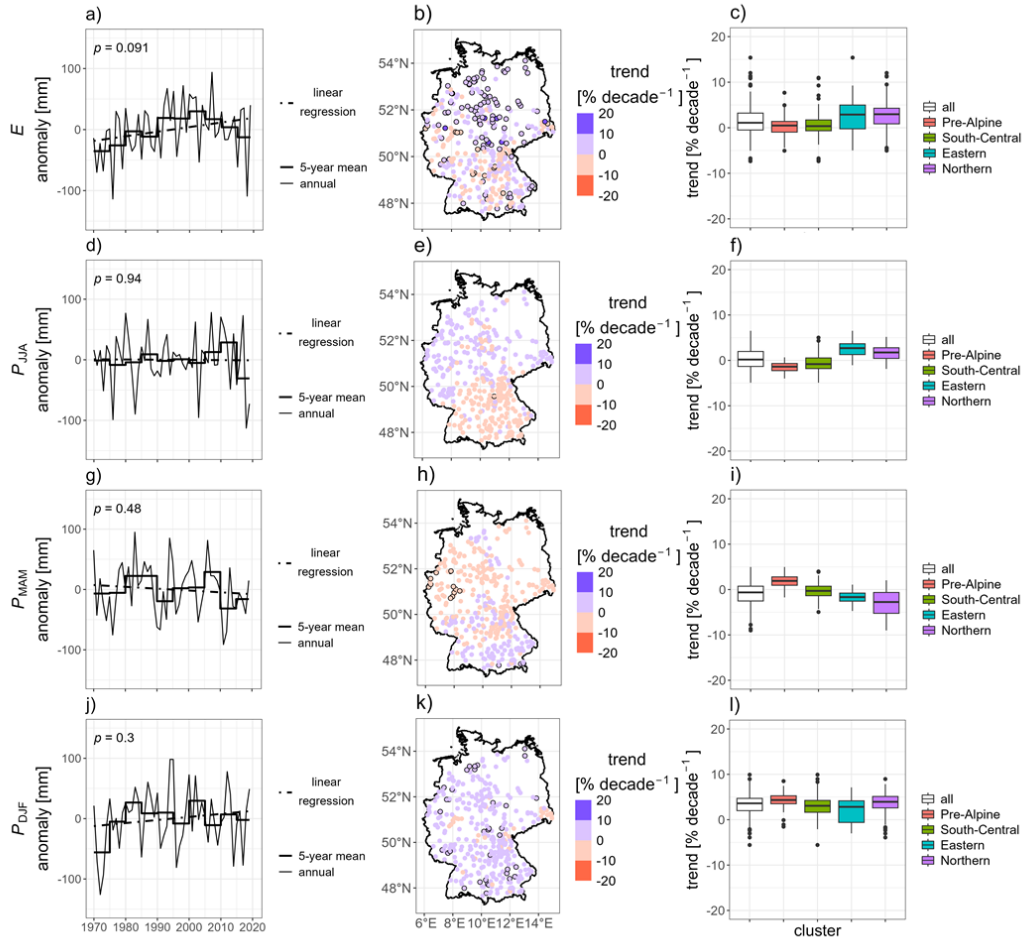 a)
E
anomaly [mm]
100
0
-100
p = 0.091
linear
regression
5-year mean
annual
b)
54°N
52°N
50°N
48°N
trend
[% decade⁻¹ ]
20
10
0
-10
-20
c)
trend [% decade⁻¹ ]
20
10
0
-10
-20
all
Pre-Alpine
South-Central
Eastern
Northern
d)
PJJA
anomaly [mm]
100
0
-100
p = 0.94
linear
regression
5-year mean
annual
e)
54°N
52°N
50°N
48°N
trend
[% decade⁻¹ ]
20
10
0
-10
-20
f)
trend [% decade⁻¹ ]
20
10
0
-10
-20
all
Pre-Alpine
South-Central
Eastern
Northern
g)
PMAM
anomaly [mm]
100
0
-100
p = 0.48
linear
regression
5-year mean
annual
h)
54°N
52°N
50°N
48°N
trend
[% decade⁻¹ ]
20
10
0
-10
-20
i)
trend [% decade⁻¹ ]
20
10
0
-10
-20
all
Pre-Alpine
South-Central
Eastern
Northern
j)
PDJF
anomaly [mm]
100
0
-100
p = 0.3
1970 1980 1990 2000 2010 2020
linear
regression
5-year mean
annual
k)
54°N
52°N
50°N
48°N
6°E 8°E 10°E 12°E 14°E
trend
[% decade⁻¹ ]
20
10
0
-10
-20
l)
trend [% decade⁻¹ ]
20
10
0
-10
-20
cluster
all
Pre-Alpine
South-Central
Eastern
Northern